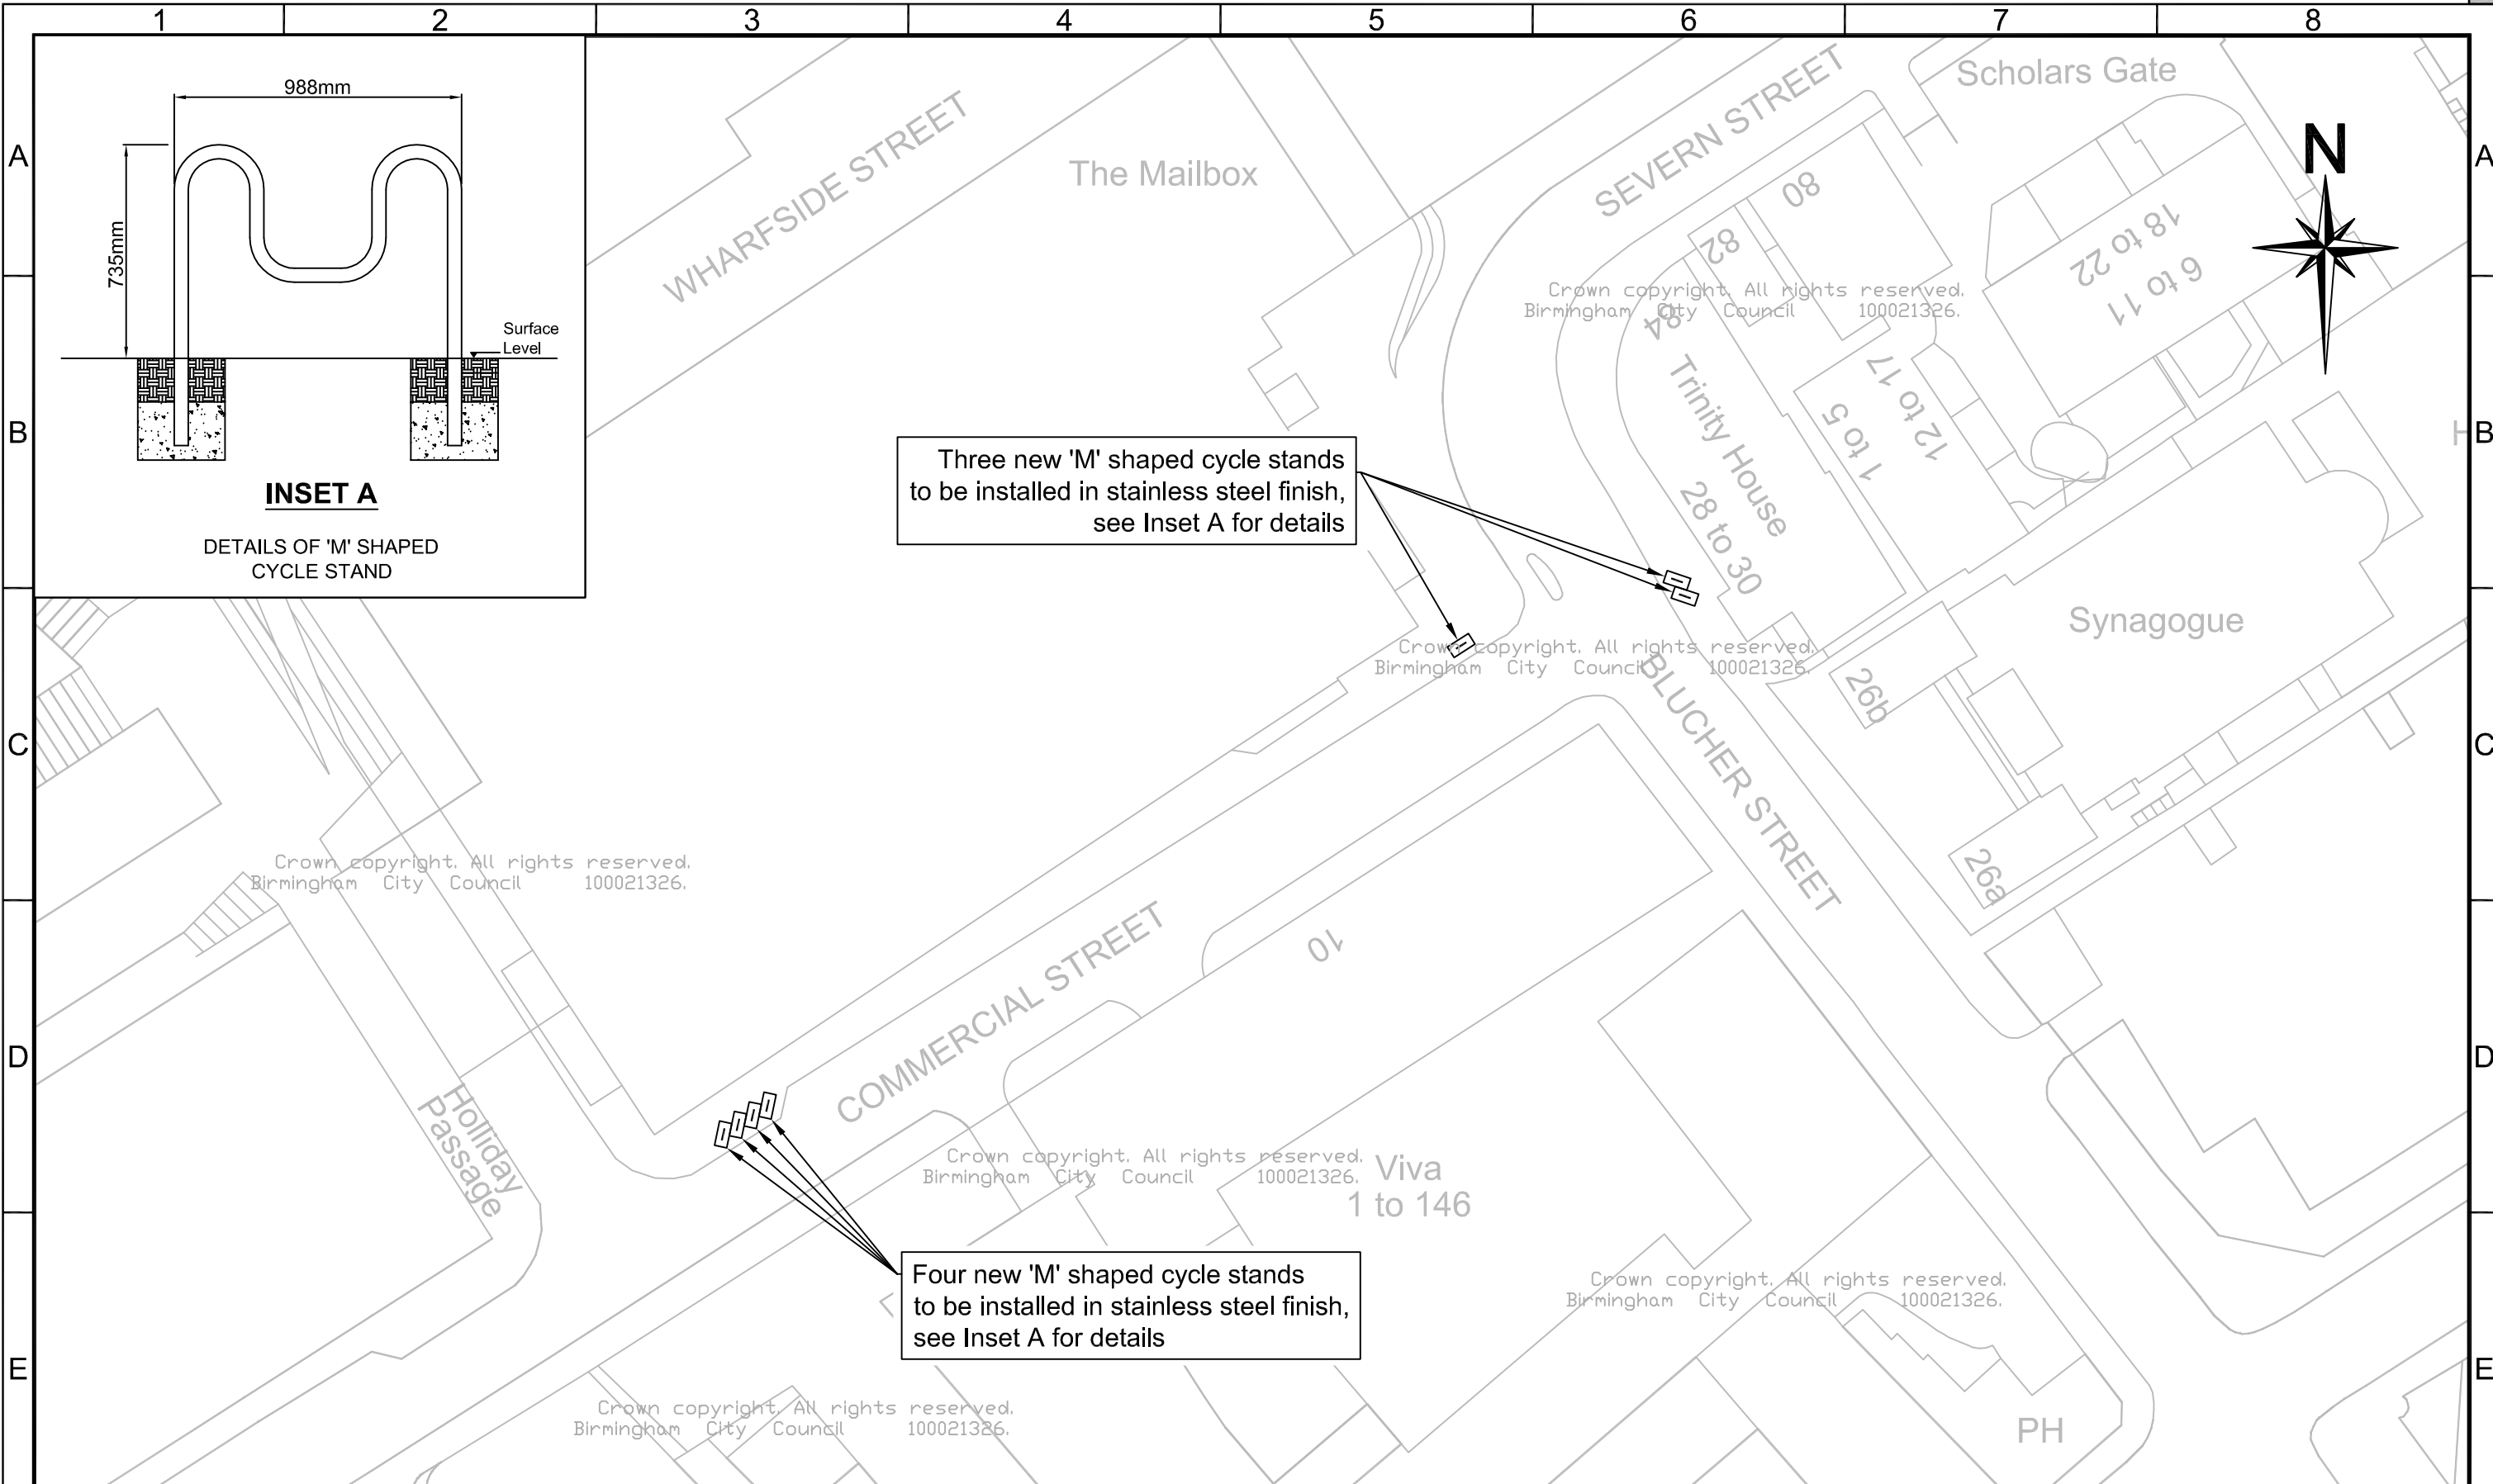 1 2 3 4 5 6 7 8
A A
B B
C C
D D
E E
988mm
735mm
Surface
Level
INSET A
DETAILS OF 'M' SHAPED
CYCLE STAND
WHARFSIDE STREET
The Mailbox
SEVERN STREET
Scholars Gate
N
80
82
84
18 to 22
6 to 11
Crown copyright. All rights reserved.
Birmingham City Council 100021326.
Trinity House
28 to 30
1 to 5
12 to 17
H
Three new 'M' shaped cycle stands
to be installed in stainless steel finish,
see Inset A for details
Synagogue
Crown copyright. All rights reserved.
Birmingham City Council 100021326.
BLUCHER STREET
26b
26a
Crown copyright. All rights reserved.
Birmingham City Council 100021326.
COMMERCIAL STREET
10
Holliday
Passage
Crown copyright. All rights reserved.
Birmingham City Council 100021326.
Viva
1 to 146
Four new 'M' shaped cycle stands
to be installed in stainless steel finish,
see Inset A for details
Crown copyright. All rights reserved.
Birmingham City Council 100021326.
Crown copyright. All rights reserved.
Birmingham City Council 100021326.
PH